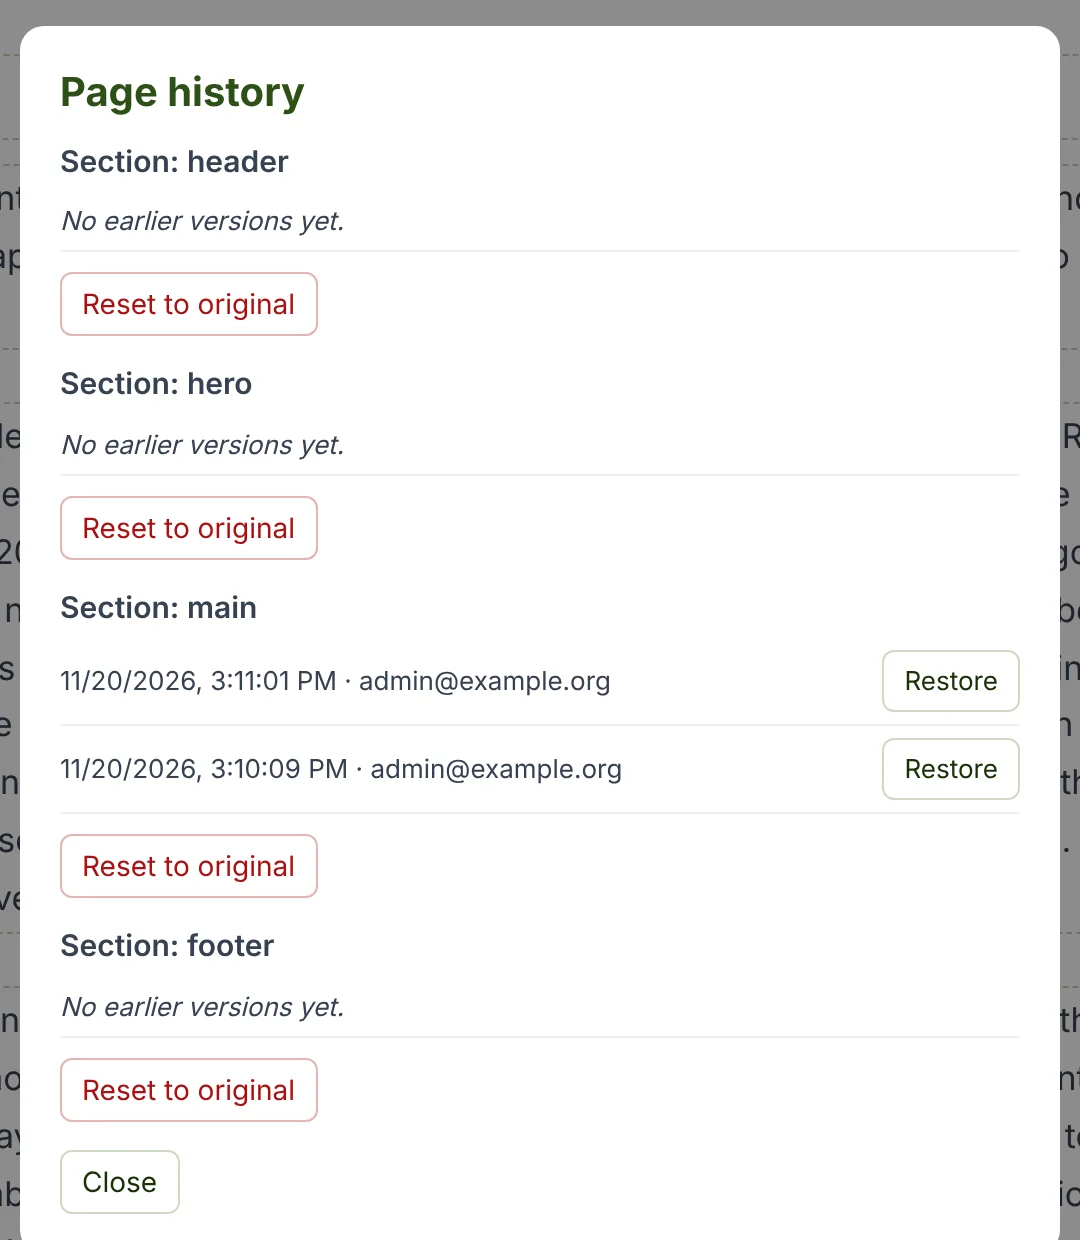 Page history
Section: header
No earlier versions yet.
Reset to original
Section: hero
No earlier versions yet.
Reset to original
Section: main
11/20/2026, 3:11:01 PM · admin@example.org
Restore
11/20/2026, 3:10:09 PM · admin@example.org
Restore
Reset to original
Section: footer
No earlier versions yet.
Reset to original
Close